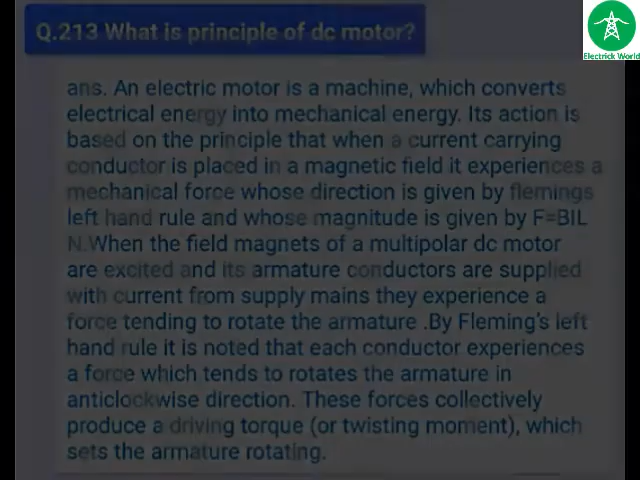 Q.213 What is principle of dc motor?
Electrick World
ans. An electric motor is a machine, which converts
electrical energy into mechanical energy. Its action is
based on the principle that when a current carrying
conductor is placed in a magnetic field it experiences a
mechanical force whose direction is given by flemings
left hand rule and whose magnitude is given by F=BIL
N.When the field magnets of a multipolar dc motor
are excited and its armature conductors are supplied
with current from supply mains they experience a
force tending to rotate the armature .By Fleming's left
hand rule it is noted that each conductor experiences
a force which tends to rotates the armature in
anticlockwise direction. These forces collectively
produce a driving torque (or twisting moment), which
sets the armature rotating.